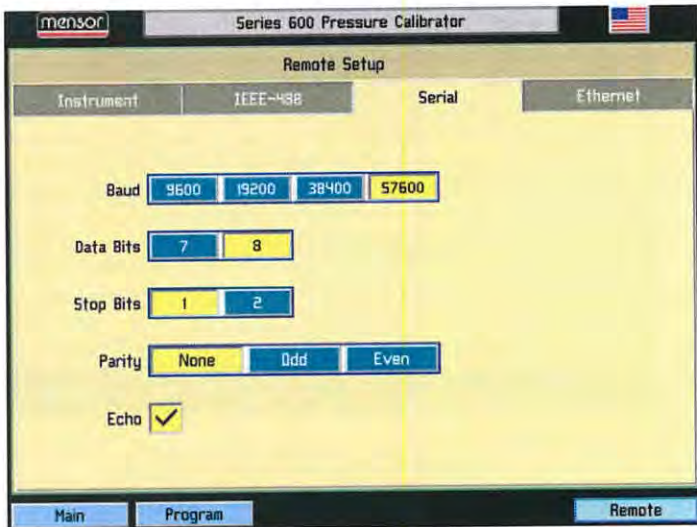 mensor
Series 600 Pressure Calibrator
Remote Setup
Instrument IEEE-488 Serial Ethernet
Baud 9600 19200 38400 57600
Data Bits 7 8
Stop Bits 1 2
Parity None Odd Even
Echo
Main Program Remote